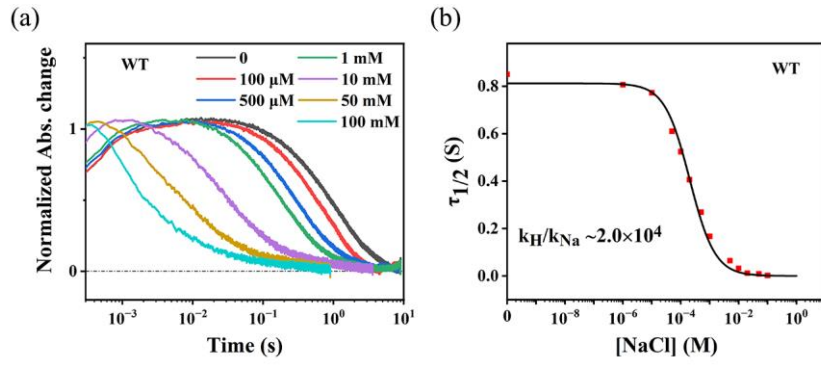 (a)
WT
0
1 mM
100 μM
10 mM
500 μM
50 mM
100 mM
Normalized Abs. change
1
0
10⁻³
10⁻²
10⁻¹
10⁰
10¹
Time (s)
(b)
WT
τ1/2 (S)
0.8
0.6
0.4
0.2
0.0
kH/kNa ~2.0×10⁴
0
10⁻⁸
10⁻⁶
10⁻⁴
10⁻²
10⁰
[NaCl] (M)